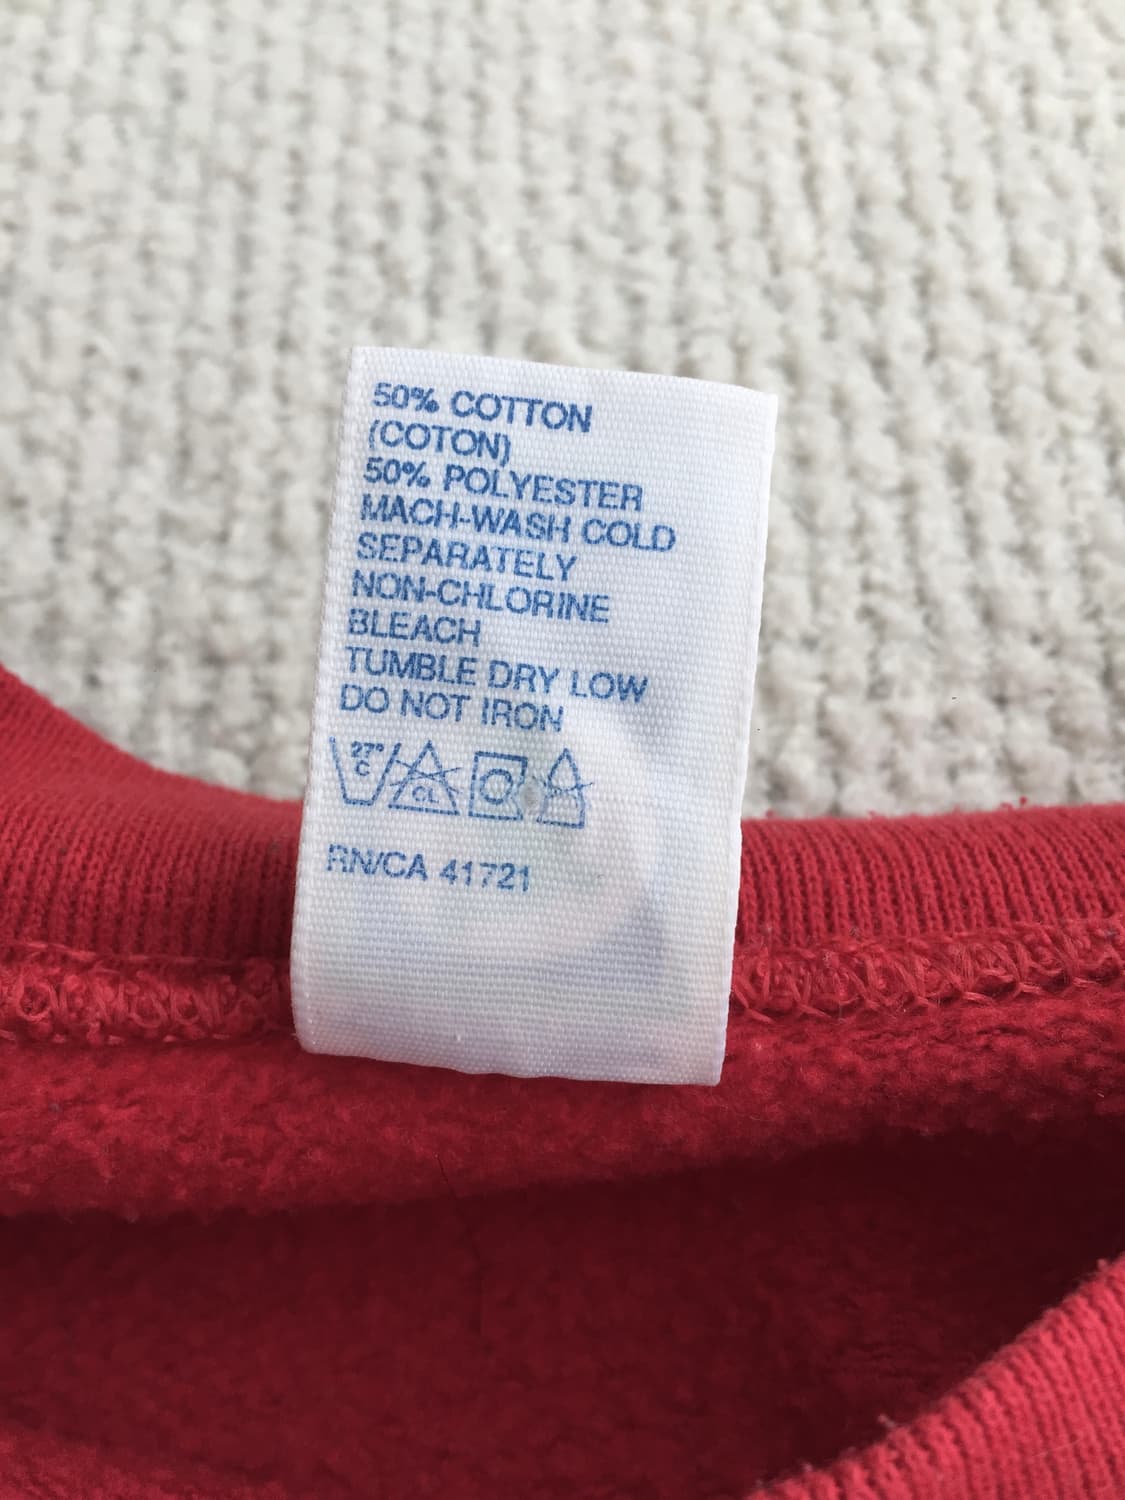 50% COTTON
(COTON)
50% POLYESTER
MACH-WASH COLD
SEPARATELY
NON-CHLORINE
BLEACH
TUMBLE DRY LOW
DO NOT IRON
27°
C
CL
RN/CA 41721